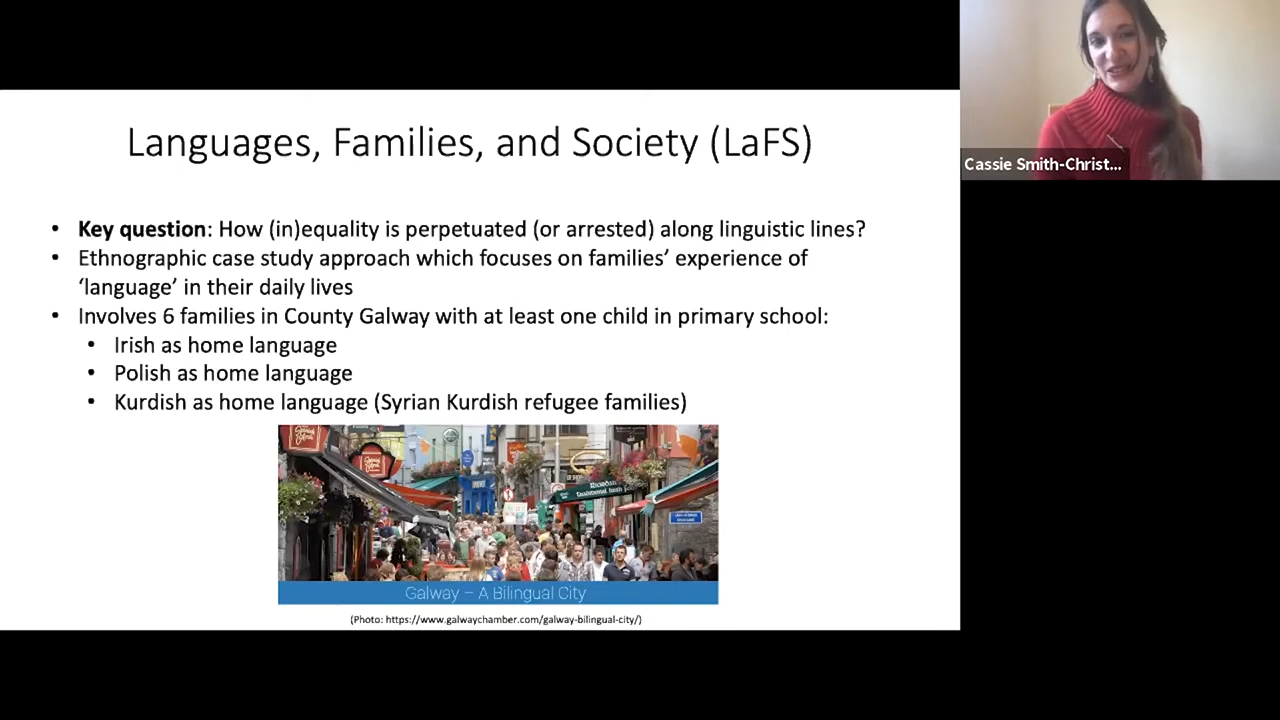 Languages, Families, and Society (LaFS)
Cassie Smith-Christ...
• Key question: How (in)equality is perpetuated (or arrested) along linguistic lines?
• Ethnographic case study approach which focuses on families’ experience of
‘language’ in their daily lives
• Involves 6 families in County Galway with at least one child in primary school:
• Irish as home language
• Polish as home language
• Kurdish as home language (Syrian Kurdish refugee families)
Galway – A Bilingual City
(Photo: https://www.galwaychamber.com/galway-bilingual-city/)